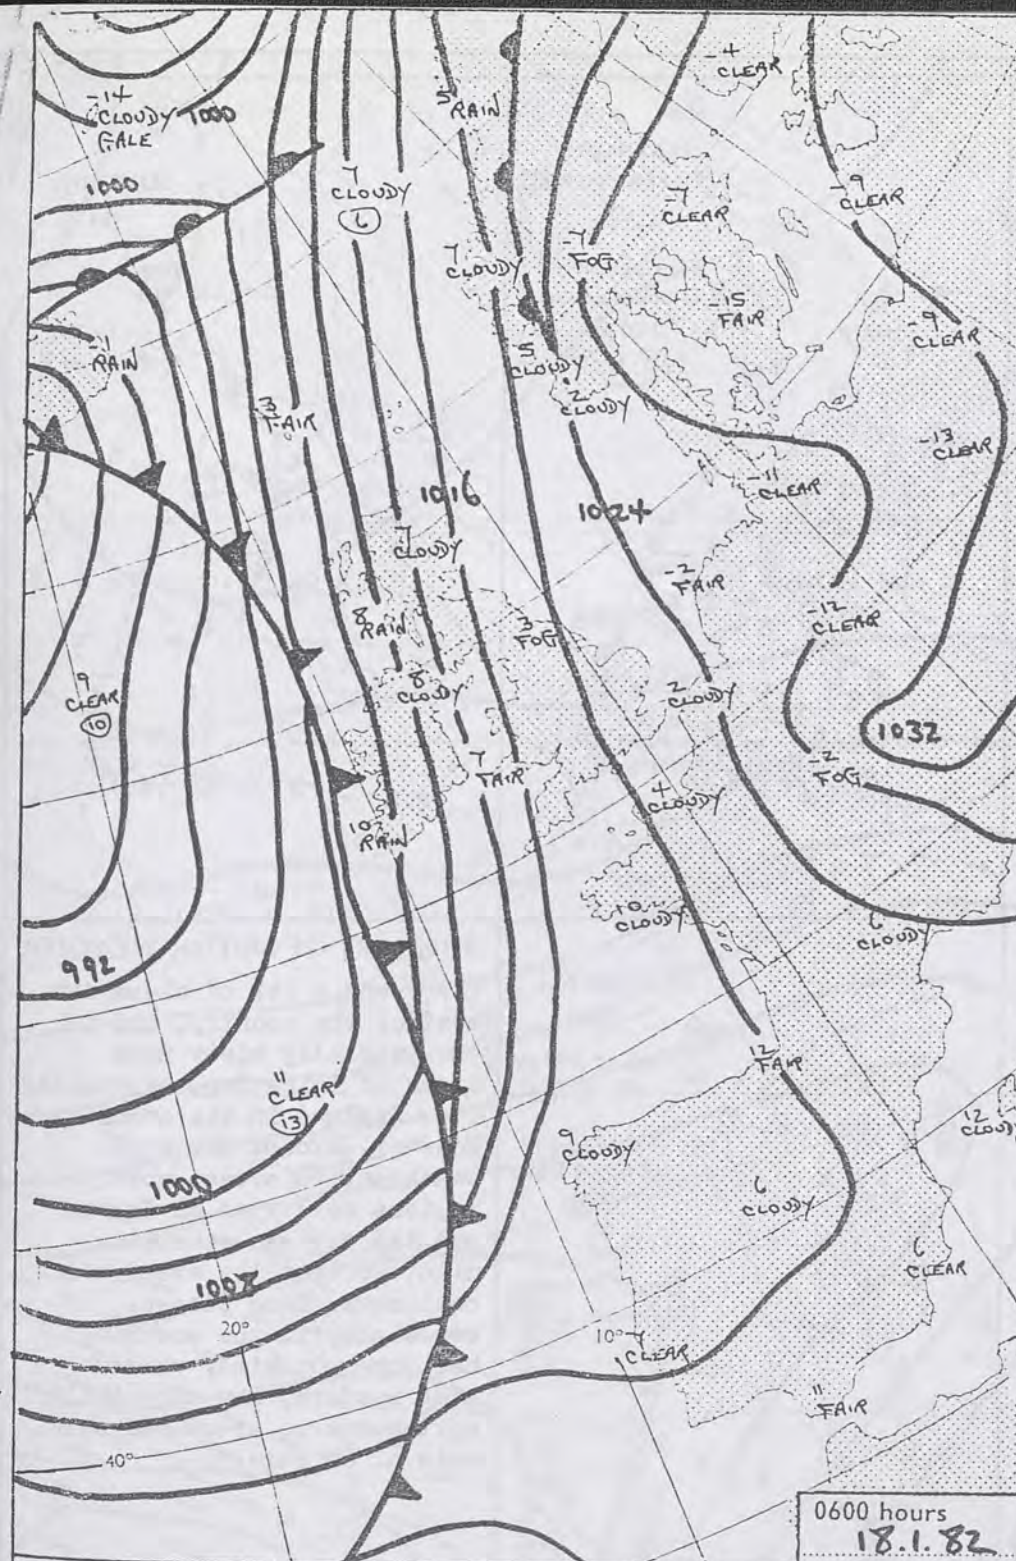 -4
CLEAR
-14
CLOUDY
GALE
1000
5
RAIN
1000
7
CLOUDY
6
-7
CLEAR
-9
CLEAR
7
CLOUDY
-7
FOG
-15
FAIR
-1
RAIN
-9
CLEAR
5
CLOUDY
2
CLOUDY
3
FAIR
-13
CLEAR
1016
-11
CLEAR
1024
7
CLOUDY
-2
FAIR
8
RAIN
3
FOG
-12
CLEAR
8
CLOUDY
9
CLEAR
10
2
CLOUDY
1032
7
FAIR
-2
FOG
4
CLOUDY
10
RAIN
10
CLOUDY
6
CLOUDY
992
12
FAIR
11
CLEAR
13
12
CLOUDY
9
CLOUDY
1000
6
CLOUDY
6
CLEAR
1008
20°
10°
7
CLEAR
11
FAIR
40°
0600 hours
18.1.82